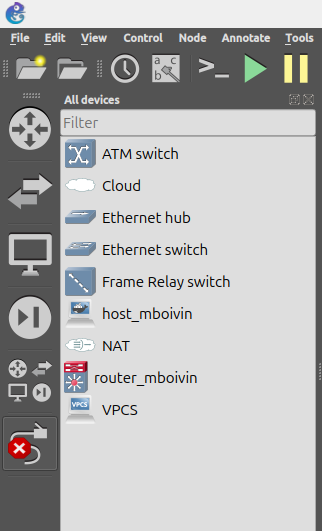 File Edit View Control Node Annotate Tools
a b
c
>_
All devices
Filter
ATM switch
Cloud
Ethernet hub
Ethernet switch
Frame Relay switch
host_mboivin
NAT
router_mboivin
VPCS
VPCS